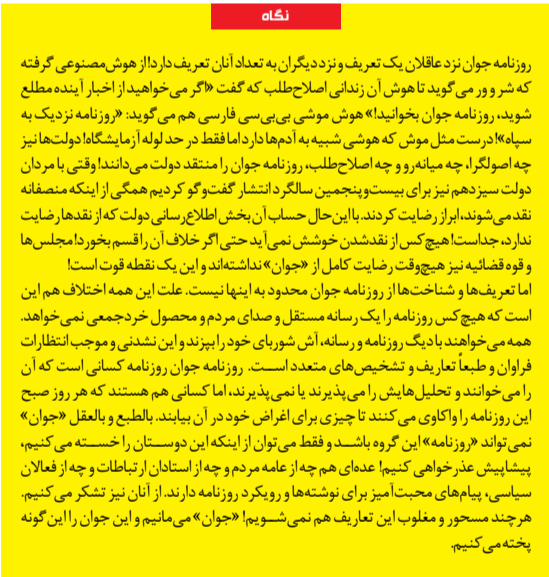 نگاه
روزنامه جوان نزد عاقلان یک تعریف و نزد دیگران به تعداد آنان تعریف دارد! از هوش‌مصنوعی گرفته
که شر و ور می‌گوید تا هوش آن زندانی اصلاح‌طلب که گفت «اگر می‌خواهید از اخبار آینده مطلع
شوید، روزنامه جوان بخوانید!» هوش موشی بی‌بی‌سی فارسی هم می‌گوید: «روزنامه نزدیک به
سپاه»! درست مثل موش که هوشی شبیه به آدم‌ها دارد اما فقط در حد لوله آزمایشگاه! دولت‌ها نیز
چه اصولگرا، چه میانه‌رو و چه اصلاح‌طلب، روزنامه جوان را منتقد دولت می‌دانند! وقتی با مردان
دولت سیزدهم نیز برای بیست‌وپنجمین سالگرد انتشار گفت‌وگو کردیم همگی از اینکه منصفانه
نقد می‌شوند، ابراز رضایت کردند. با این‌حال حساب آن بخش اطلاع‌رسانی دولت که از نقدها رضایت
ندارد، جداست! هیچ‌کس از نقدشدن خوشش نمی‌آید حتی اگر خلاف آن را قسم بخورد! مجلس‌ها
و قوه قضائیه نیز هیچ‌وقت رضایت کامل از «جوان» نداشته‌اند و این یک نقطه قوت است!
اما تعریف‌ها و شناخت‌ها از روزنامه جوان محدود به اینها نیست. علت این همه اختلاف هم این
است که هیچ‌کس روزنامه را یک رسانه مستقل و صدای مردم و محصول خردجمعی نمی‌خواهد.
همه می‌خواهند با دیگ روزنامه و رسانه، آش شوربای خود را بپزند و این نشدنی و موجب انتظارات
فراوان و طبعاً تعاریف و تشخیص‌های متعدد است. روزنامه جوان روزنامه کسانی است که آن
را می‌خوانند و تحلیل‌هایش را می‌پذیرند یا نمی‌پذیرند، اما کسانی هم هستند که هر روز صبح
این روزنامه را واکاوی می‌کنند تا چیزی برای اغراض خود در آن بیابند. بالطبع و بالعقل «جوان»
نمی‌تواند «روزنامه» این گروه باشد و فقط می‌توان از اینکه این دوستان را خسته می‌کنیم،
پیشاپیش عذرخواهی کنیم! عده‌ای هم چه از عامه مردم و چه از استادان ارتباطات و چه از فعالان
سیاسی، پیام‌های محبت‌آمیز برای نوشته‌ها و رویکرد روزنامه دارند. از آنان نیز تشکر می‌کنیم.
هر چند مسحور و مغلوب این تعاریف هم نمی‌شویم! «جوان» می‌مانیم و این جوان را این‌گونه
پخته می‌کنیم.